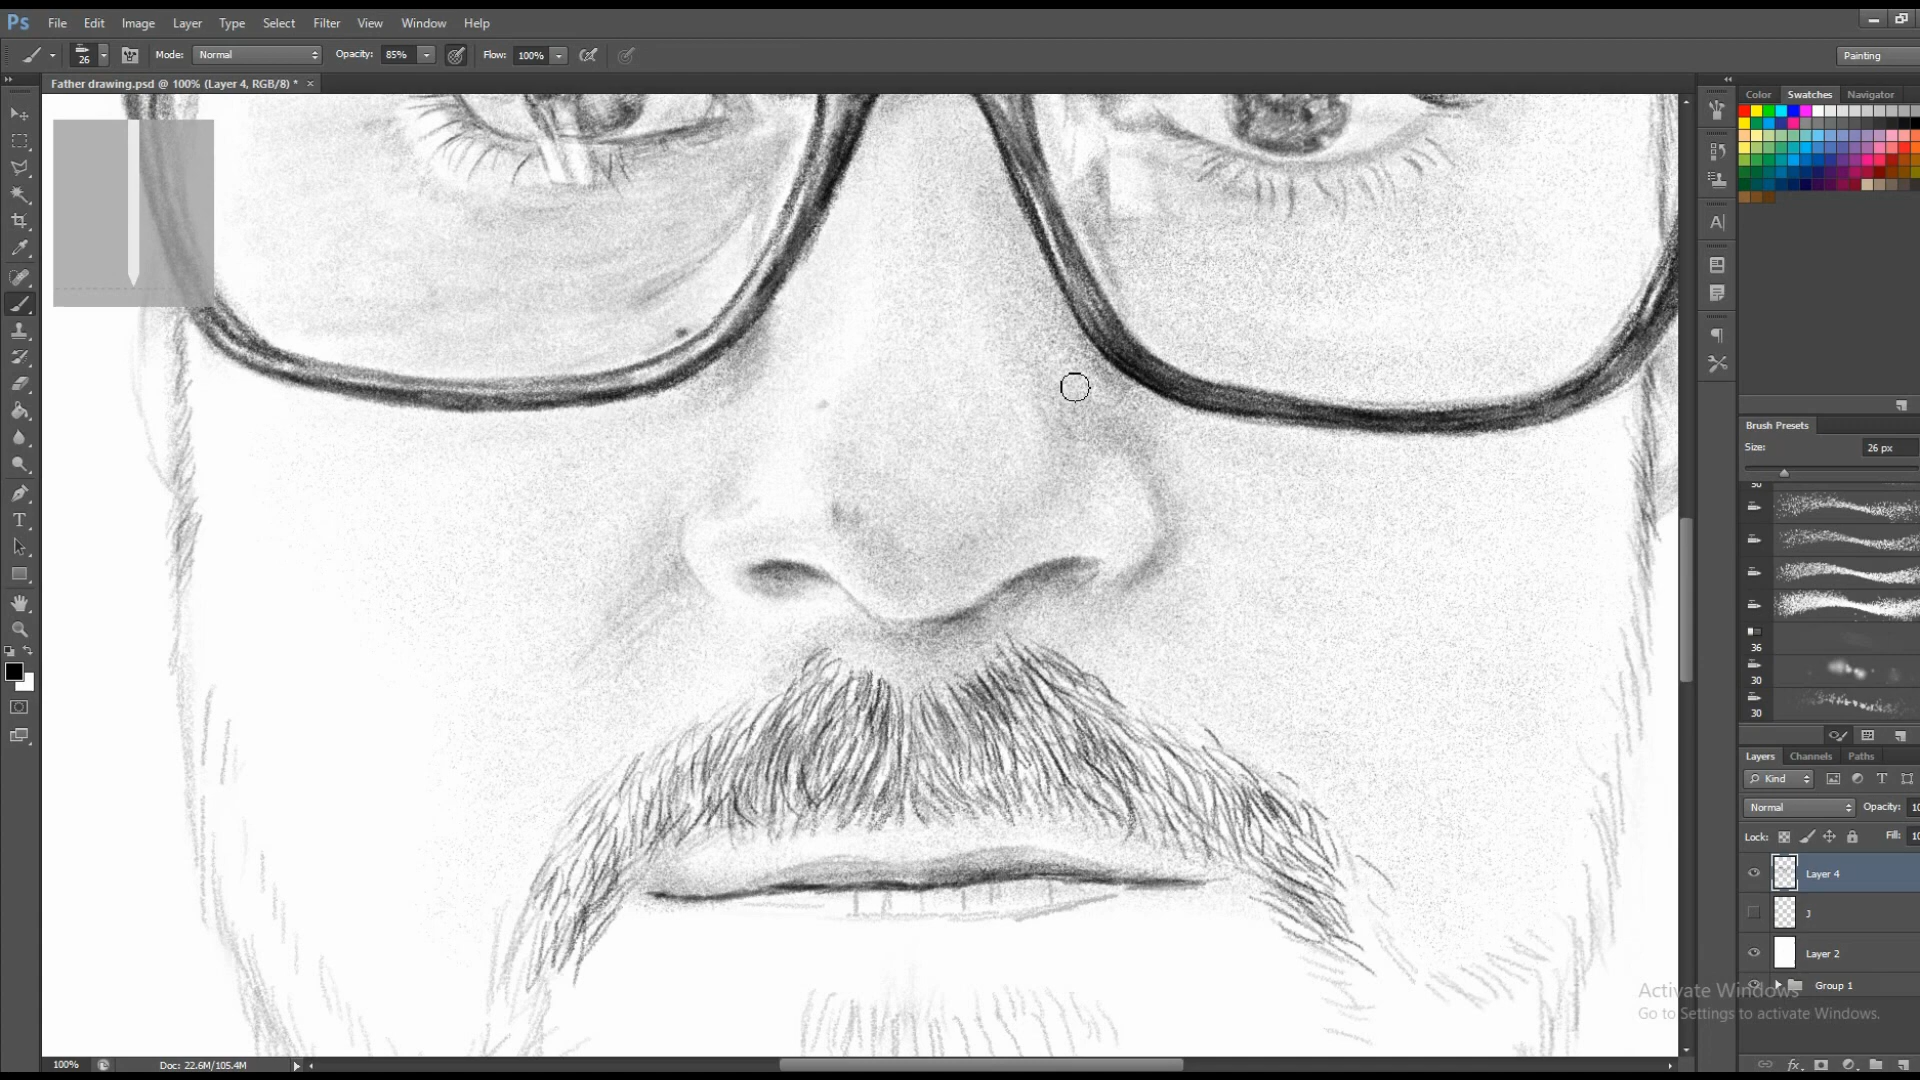 Ps File Edit Image Layer Type Select Filter View Window Help
26 Mode: Normal Opacity: 85% Flow: 100% Painting
Father drawing.psd @ 100% (Layer 4, RGB/8) * ×
Color Swatches Navigator
Brush Presets
Size: 26 px
50
36
30
30
Layers Channels Paths
Kind
Normal Opacity: 10
Lock: Fill: 10
Layer 4
J
Layer 2
Group 1
Activate Windows
Go to Settings to activate Windows.
100% Doc: 22.6M/105.4M